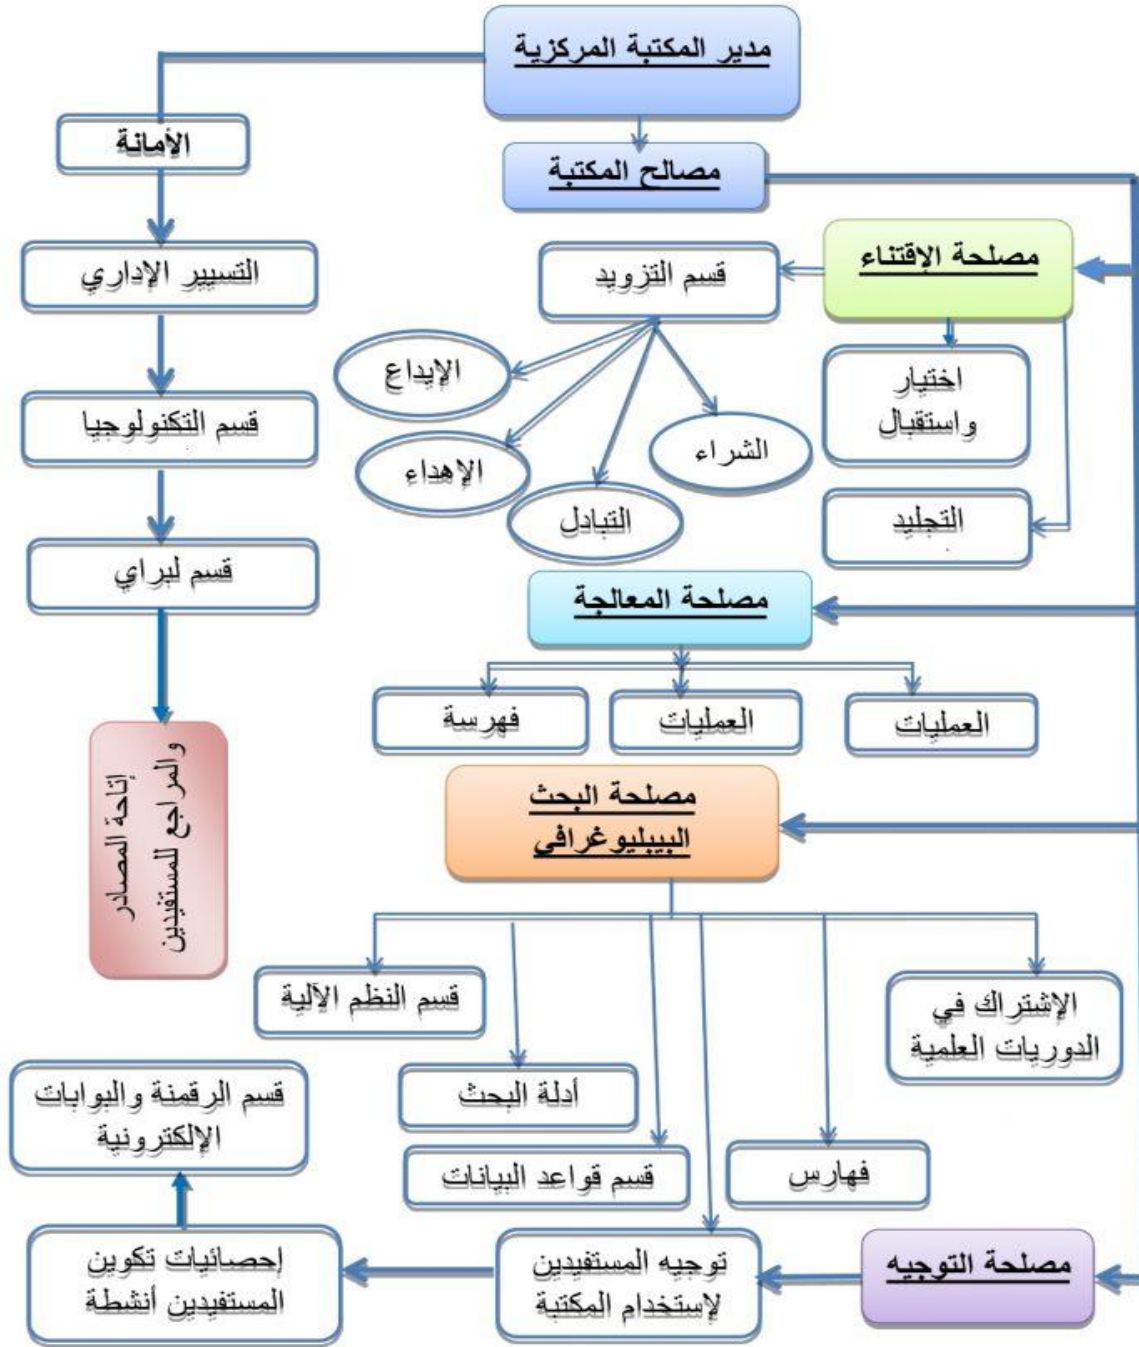 مدير المكتبة المركزية
الأمانة
مصالح المكتبة
مصلحة الإقتناء
قسم التزويد
التسيير الإداري
اختيار
واستقبال
الإيداع
الإهداء
التبادل
الشراء
قسم التكنولوجيا
التجليد
قسم لبراي
مصلحة المعالجة
العمليات
العمليات
فهرسة
إتاحة المصادر
والمراجع للمستفيدين
مصلحة البحث
البيبليوغرافي
الإشتراك في
الدوريات العلمية
قسم النظم الآلية
أدلة البحث
قسم الرقمنة والبوابات
الإلكترونية
فهارس
قسم قواعد البيانات
مصلحة التوجيه
توجيه المستفيدين
لإستخدام المكتبة
إحصائيات تكوين
المستفيدين أنشطة